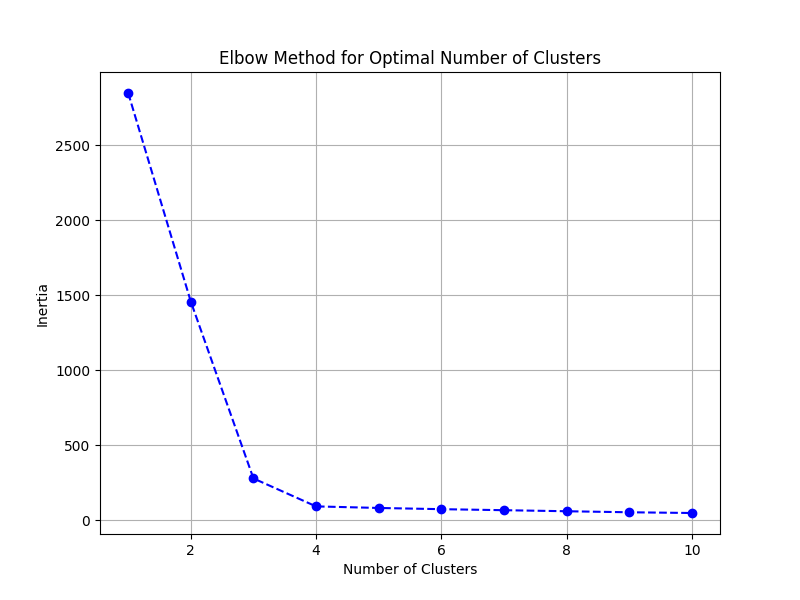 Elbow Method for Optimal Number of Clusters
2500
2000
1500
1000
500
0
Inertia
2 4 6 8 10
Number of Clusters